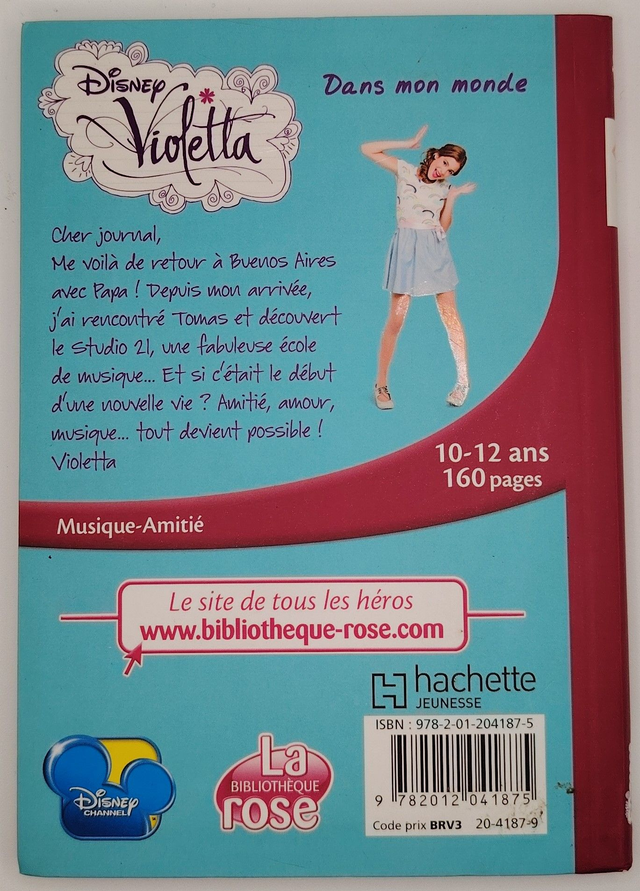 Disney
Violetta
Dans mon monde
Cher journal,
Me voilà de retour à Buenos Aires
avec Papa ! Depuis mon arrivée,
j'ai rencontré Tomas et découvert
le Studio 21, une fabuleuse école
de musique... Et si c'était le début
d'une nouvelle vie ? Amitié, amour,
musique... tout devient possible !
Violetta
10-12 ans
160 pages
Musique-Amitié
Le site de tous les héros
www.bibliotheque-rose.com
hachette
JEUNESSE
ISBN : 978-2-01-204187-5
9 782012 041875
Code prix BRV3 20-4187-9
Disney
CHANNEL
La
BIBLIOTHÈQUE
rose